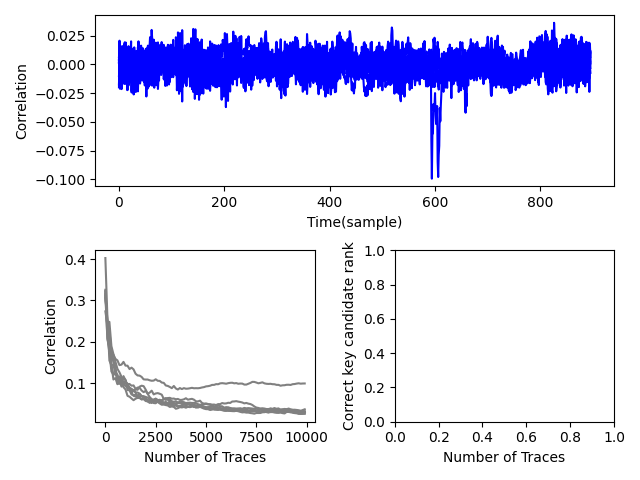 0.025
0.000
−0.025
−0.050
−0.075
−0.100
Correlation
0 200 400 600 800
Time(sample)
0.4
0.3
0.2
0.1
Correlation
0 2500 5000 7500 10000
Number of Traces
1.0
0.8
0.6
0.4
0.2
0.0
Correct key candidate rank
0.0 0.2 0.4 0.6 0.8 1.0
Number of Traces